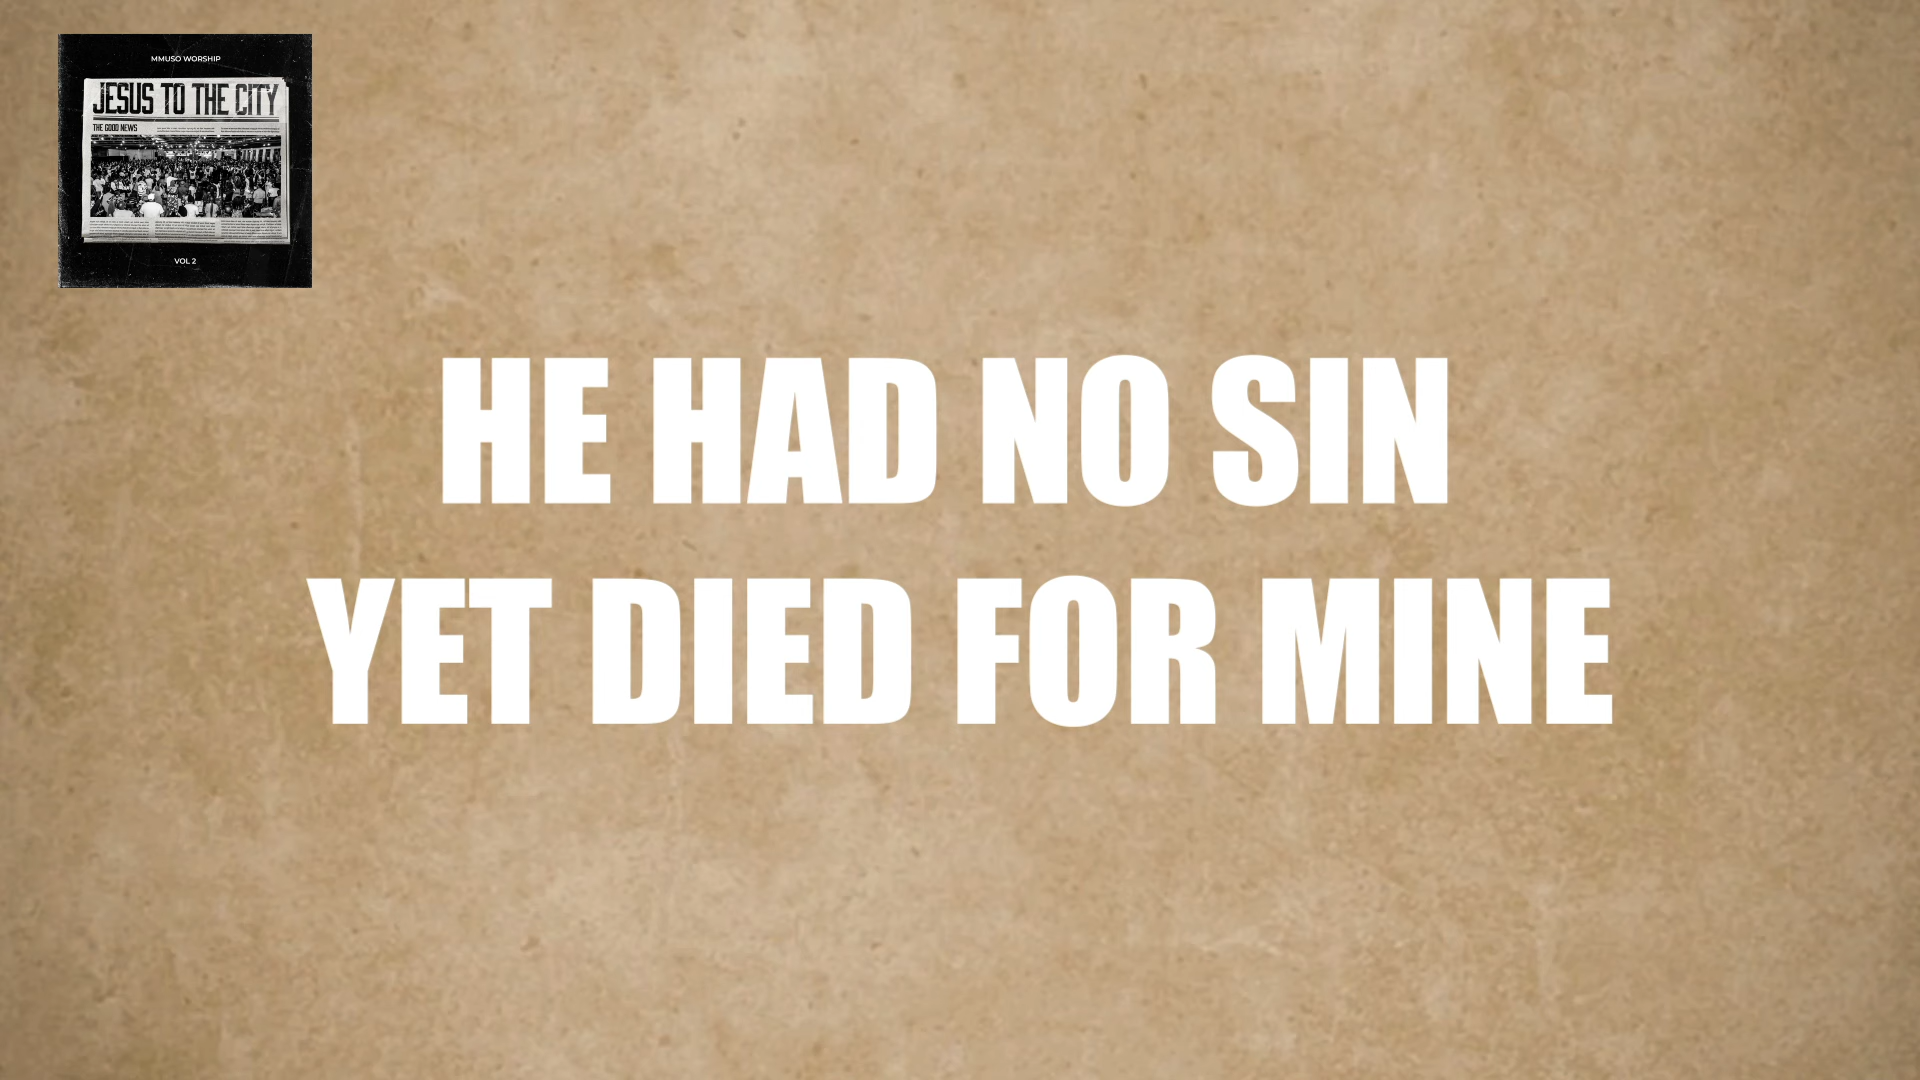 MMUSO WORSHIP
JESUS TO THE CITY
THE GOOD NEWS
VOL 2
HE HAD NO SIN
YET DIED FOR MINE